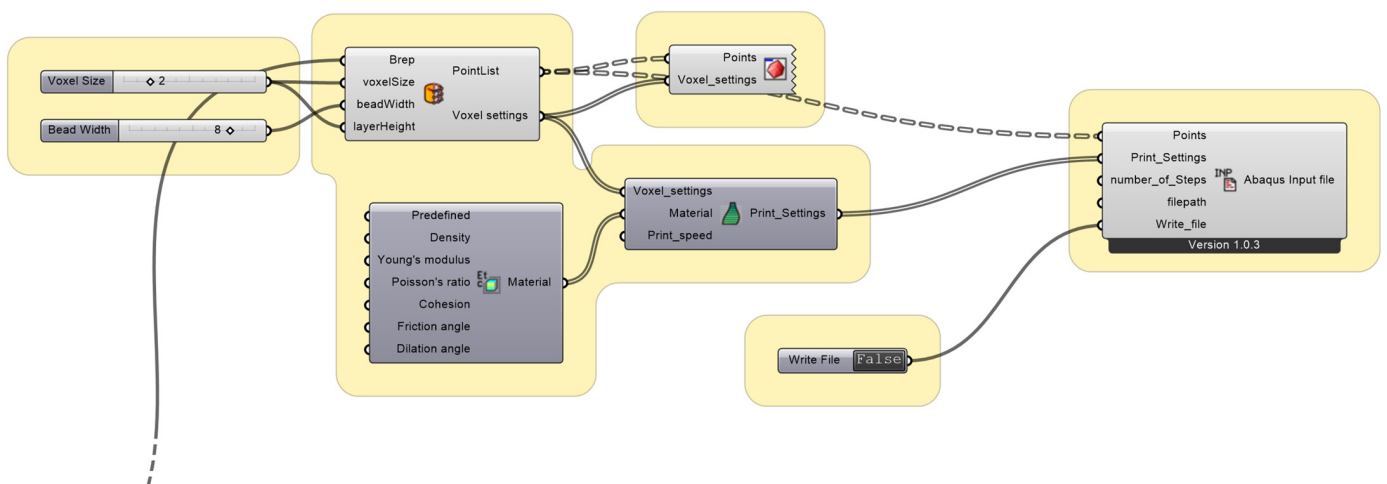 Voxel Size 2
Bead Width 8
Brep
voxelSize
beadWidth
layerHeight
PointList
Voxel settings
Points
Voxel_settings
Predefined
Density
Young's modulus
Poisson's ratio
Cohesion
Friction angle
Dilation angle
Et
c
Material
Voxel_settings
Material
Print_speed
Print_Settings
Points
Print_Settings
number_of_Steps
filepath
Write_file
INP
Abaqus Input file
Version 1.0.3
Write File False